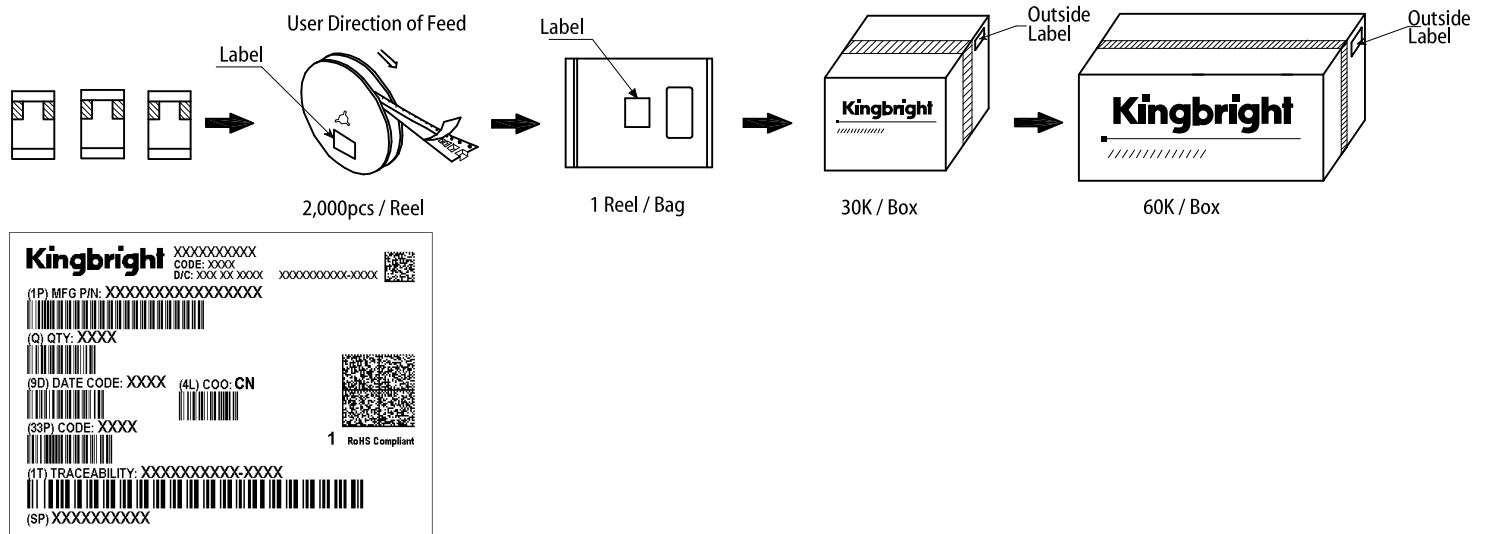 User Direction of Feed
Label
Label
Outside
Label
Outside
Label
Kingbright
Kingbright
2,000pcs / Reel
1 Reel / Bag
30K / Box
60K / Box
Kingbright
XXXXXXXXXX
CODE: XXXX
D/C: XXX XX XXXX XXXXXXXXXX-XXXX
(1P) MFG P/N: XXXXXXXXXXXXXXXX
(Q) QTY: XXXX
(9D) DATE CODE: XXXX (4L) COO: CN
(33P) CODE: XXXX
1 RoHS Compliant
(1T) TRACEABILITY: XXXXXXXXXX-XXXX
(SP) XXXXXXXXXX